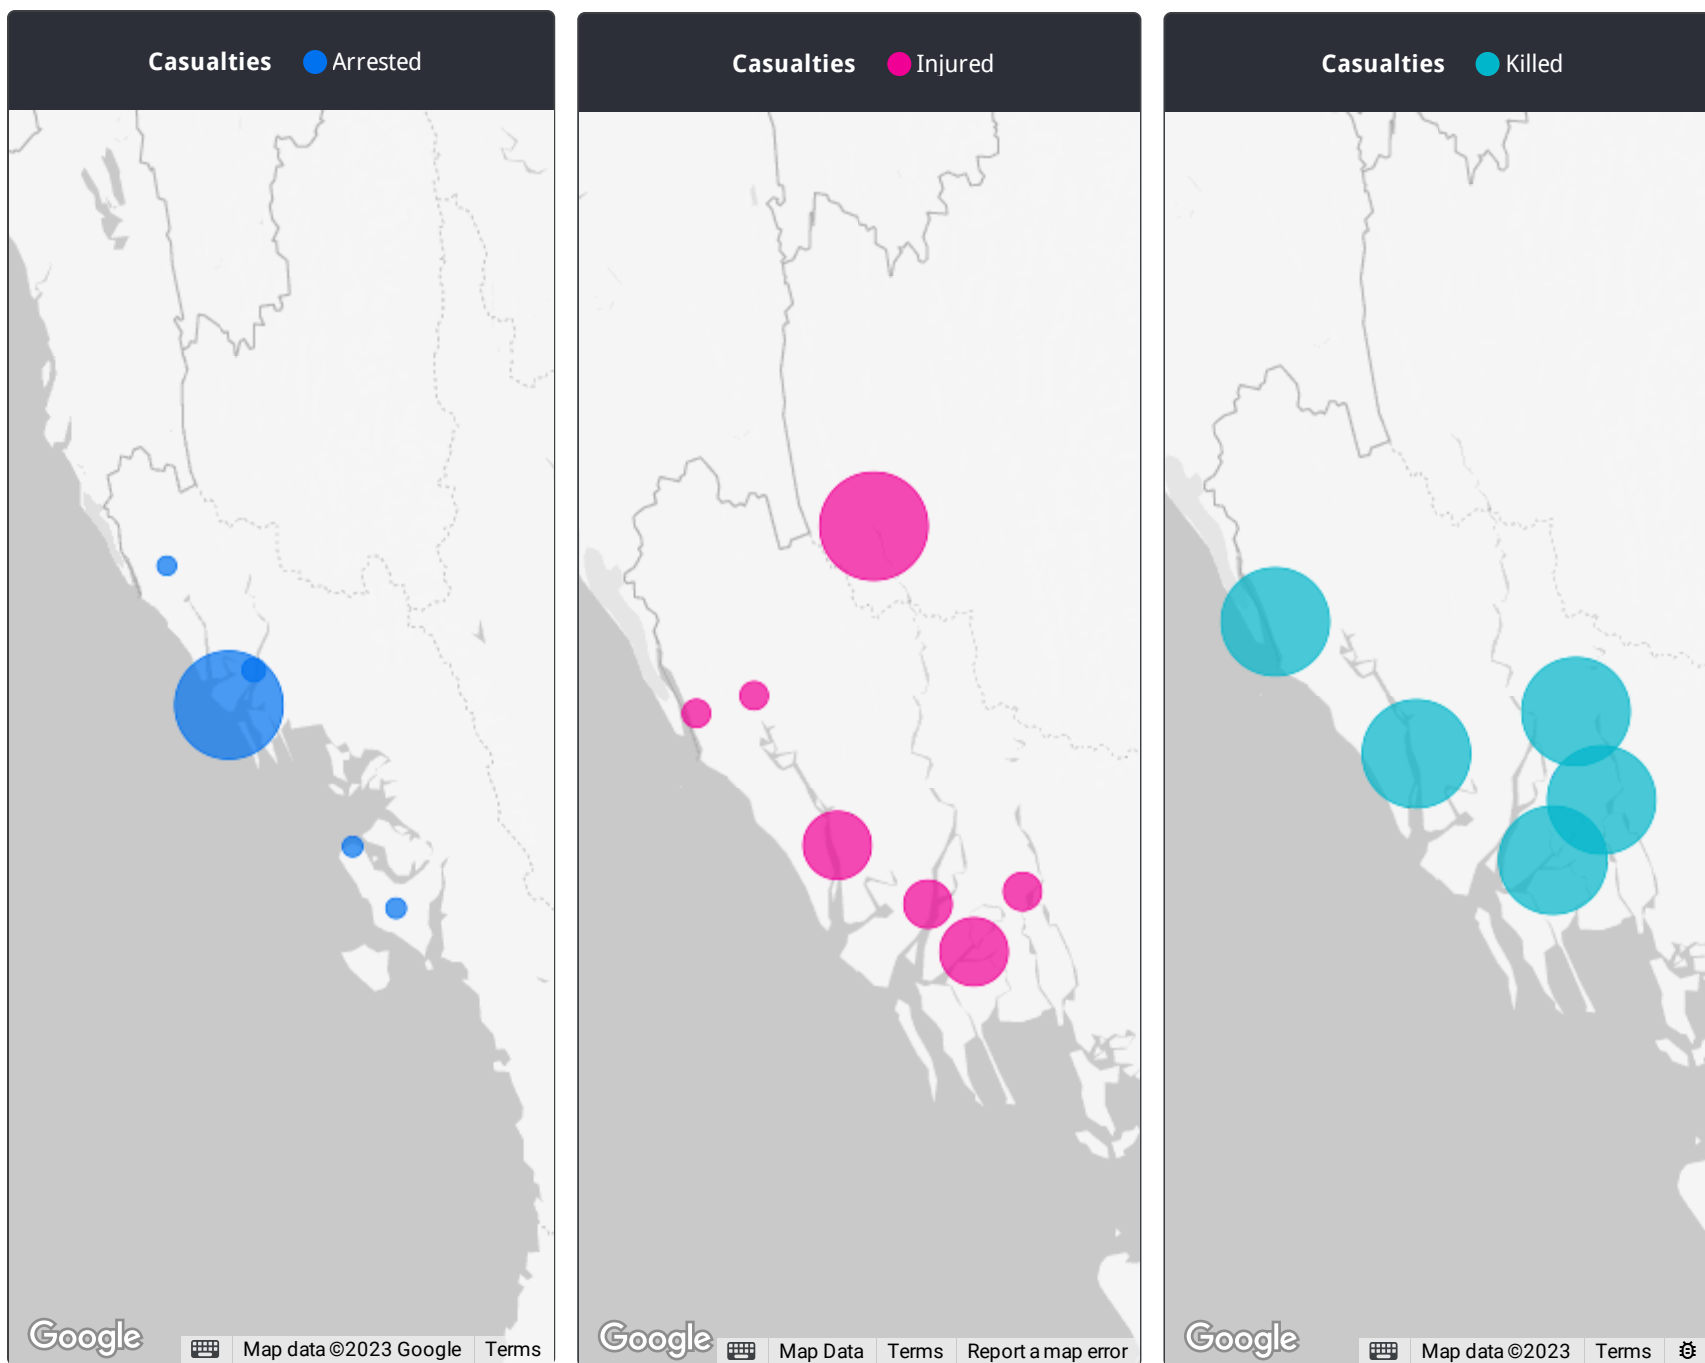 Casualties Arrested
Casualties Injured
Casualties Killed
Google
Map data ©2023 Google Terms
Google
Map Data Terms Report a map error
Google
Map data ©2023 Terms